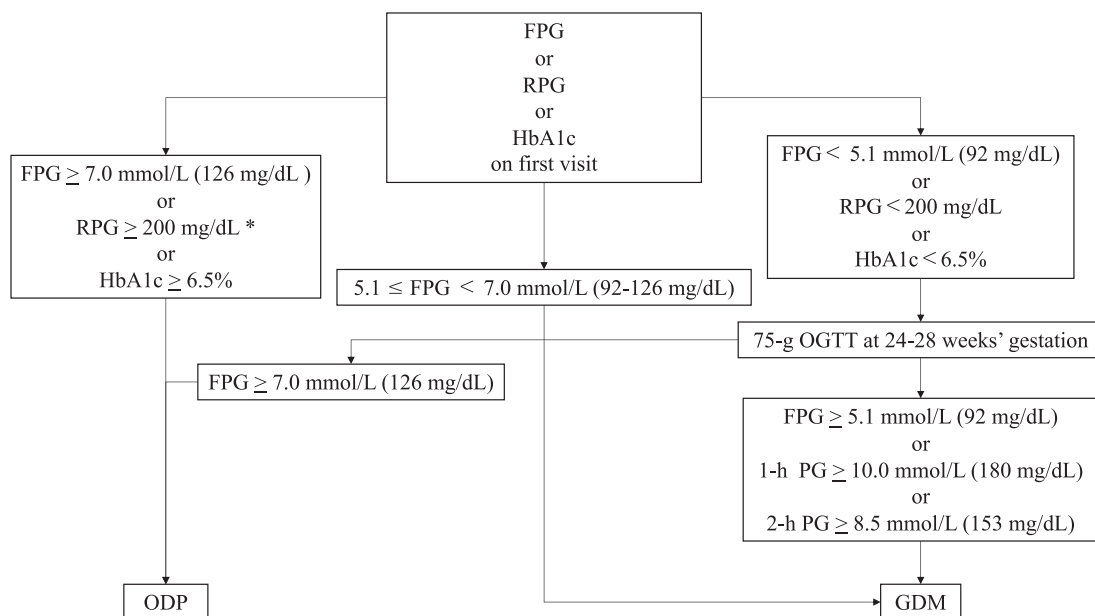 FPG
or
RPG
or
HbA1c
on first visit
FPG ≥ 7.0 mmol/L (126 mg/dL )
or
RPG ≥ 200 mg/dL *
or
HbA1c ≥ 6.5%
FPG < 5.1 mmol/L (92 mg/dL)
or
RPG < 200 mg/dL
or
HbA1c < 6.5%
5.1 ≤ FPG < 7.0 mmol/L (92-126 mg/dL)
75-g OGTT at 24-28 weeks’ gestation
FPG ≥ 7.0 mmol/L (126 mg/dL)
FPG ≥ 5.1 mmol/L (92 mg/dL)
or
1-h PG ≥ 10.0 mmol/L (180 mg/dL)
or
2-h PG ≥ 8.5 mmol/L (153 mg/dL)
ODP
GDM